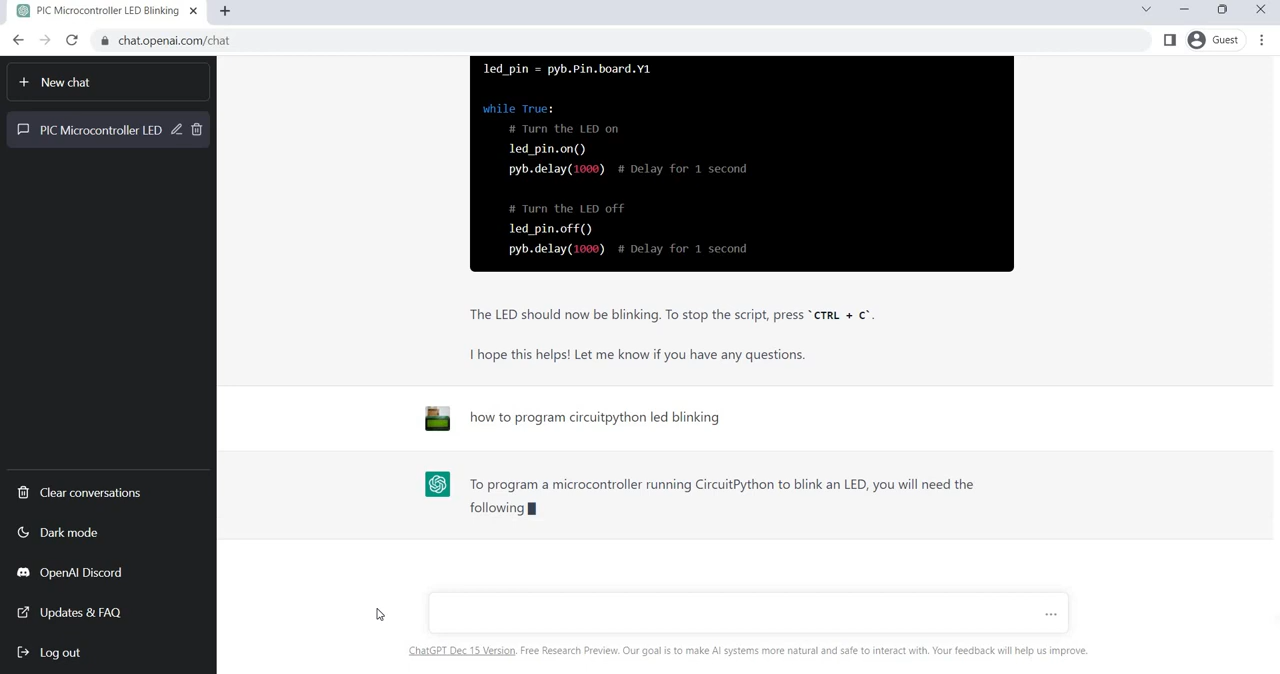 PIC Microcontroller LED Blinking
chat.openai.com/chat
Guest
New chat
PIC Microcontroller LED
led_pin = pyb.Pin.board.Y1
while True:
# Turn the LED on
led_pin.on()
pyb.delay(1000)  # Delay for 1 second
# Turn the LED off
led_pin.off()
pyb.delay(1000)  # Delay for 1 second
The LED should now be blinking. To stop the script, press `CTRL + C`.
I hope this helps! Let me know if you have any questions.
how to program circuitpython led blinking
To program a microcontroller running CircuitPython to blink an LED, you will need the
following
Clear conversations
Dark mode
OpenAI Discord
Updates & FAQ
Log out
ChatGPT Dec 15 Version. Free Research Preview. Our goal is to make AI systems more natural and safe to interact with. Your feedback will help us improve.